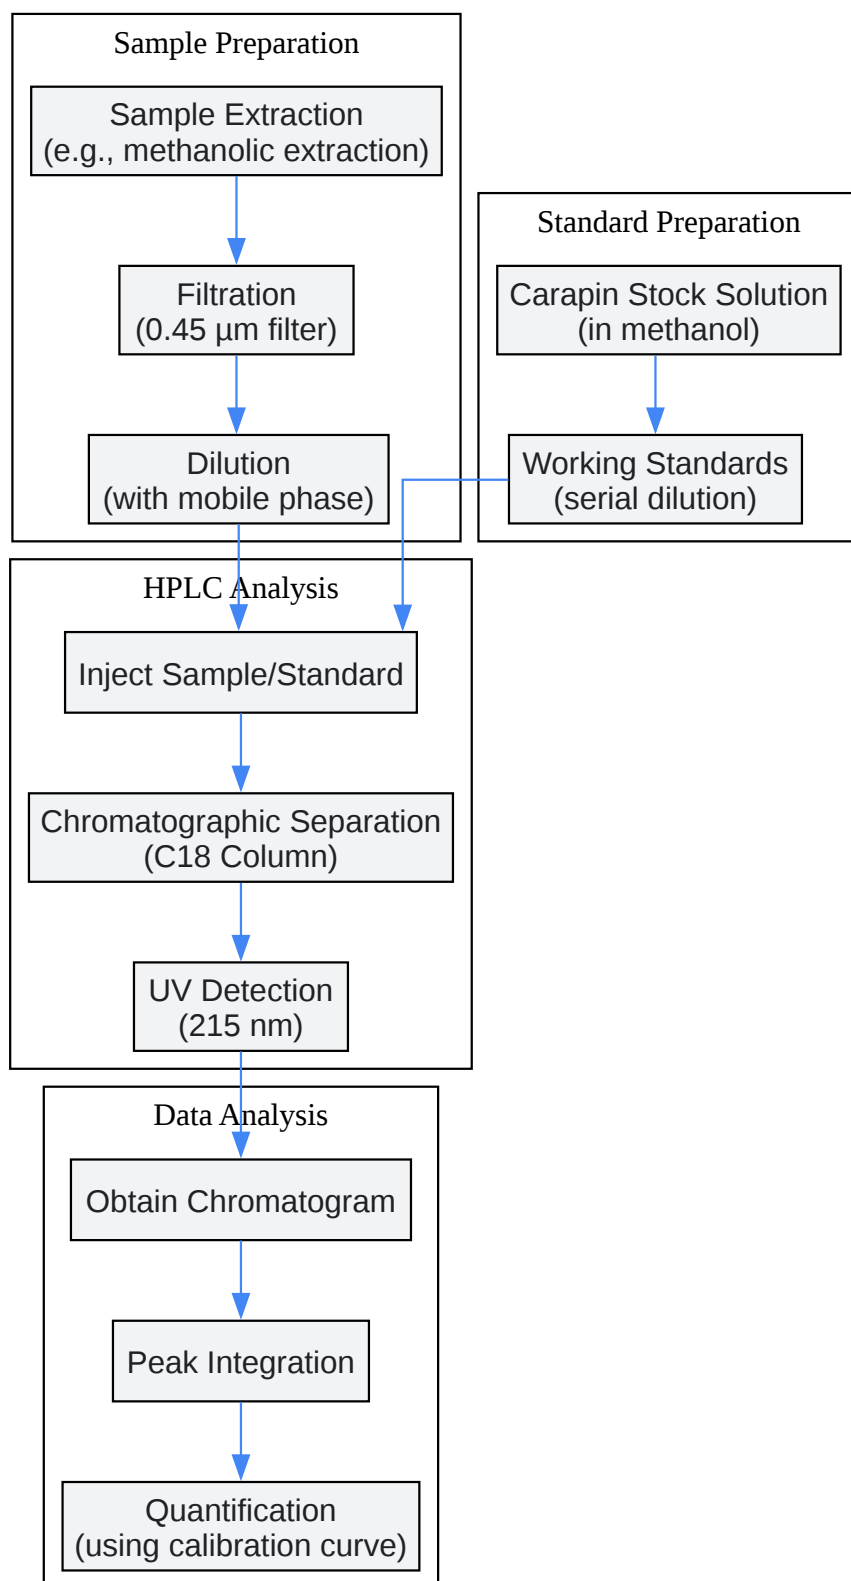 Sample Preparation
Sample Extraction
(e.g., methanolic extraction)
Filtration
(0.45 µm filter)
Dilution
(with mobile phase)
Standard Preparation
Carapin Stock Solution
(in methanol)
Working Standards
(serial dilution)
HPLC Analysis
Inject Sample/Standard
Chromatographic Separation
(C18 Column)
UV Detection
(215 nm)
Data Analysis
Obtain Chromatogram
Peak Integration
Quantification
(using calibration curve)